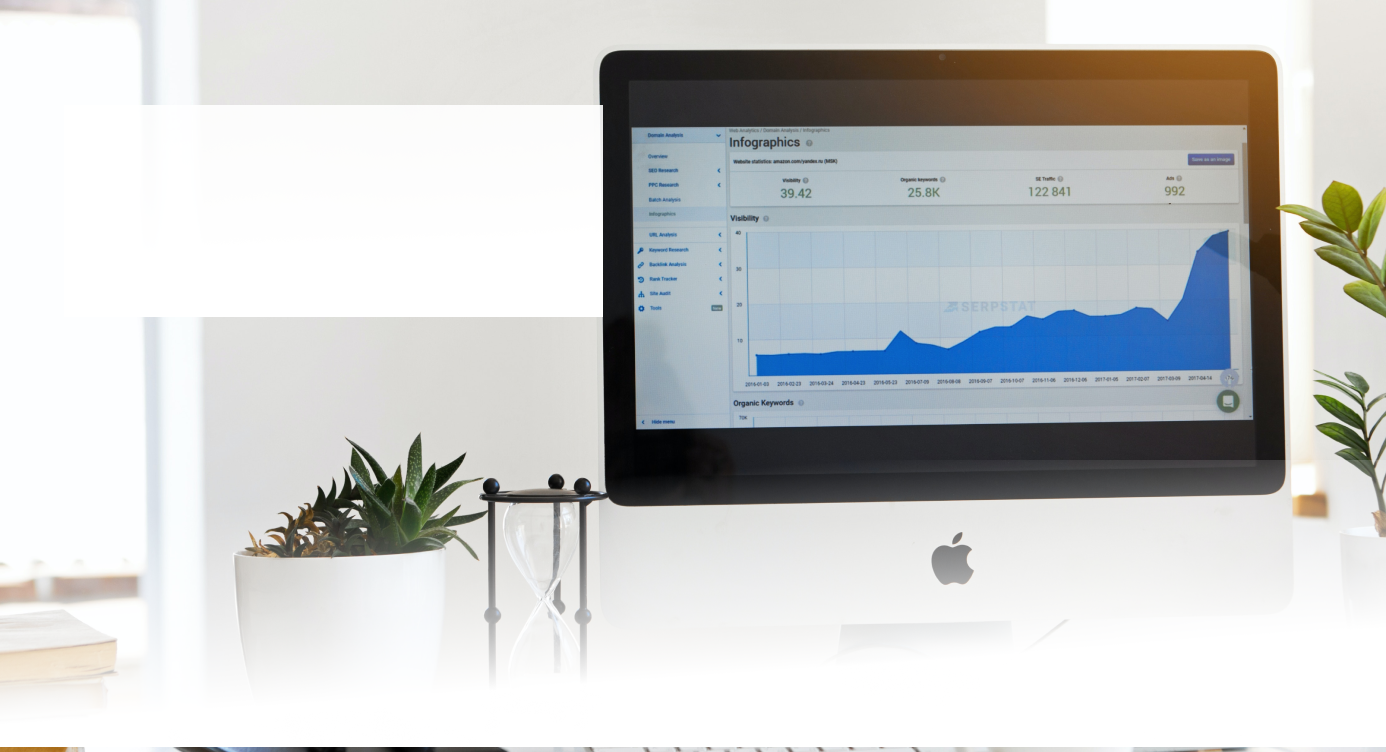 Domain Analysis
Overview
SEO Research
PPC Research
Batch Analysis
Infographics
URL Analysis
Keyword Research
Backlink Analysis
Rank Tracker
Site Audit
Tools
Hide menu
Web Analytics / Domain Analysis / Infographics
Infographics
Website statistics: amazon.com/yandex.ru (MSK)
Save as an image
Visibility
39.42
Organic keywords
25.8K
SE Traffic
122 841
Ads
992
Visibility
40
30
20
10
SERPSTAT
2016-01-03 2016-02-23 2016-03-24 2016-04-23 2016-05-23 2016-07-05 2016-08-08 2016-09-07 2016-10-07 2016-11-06 2016-12-06 2017-01-05 2017-02-07 2017-03-09 2017-04-14
Organic Keywords
70K